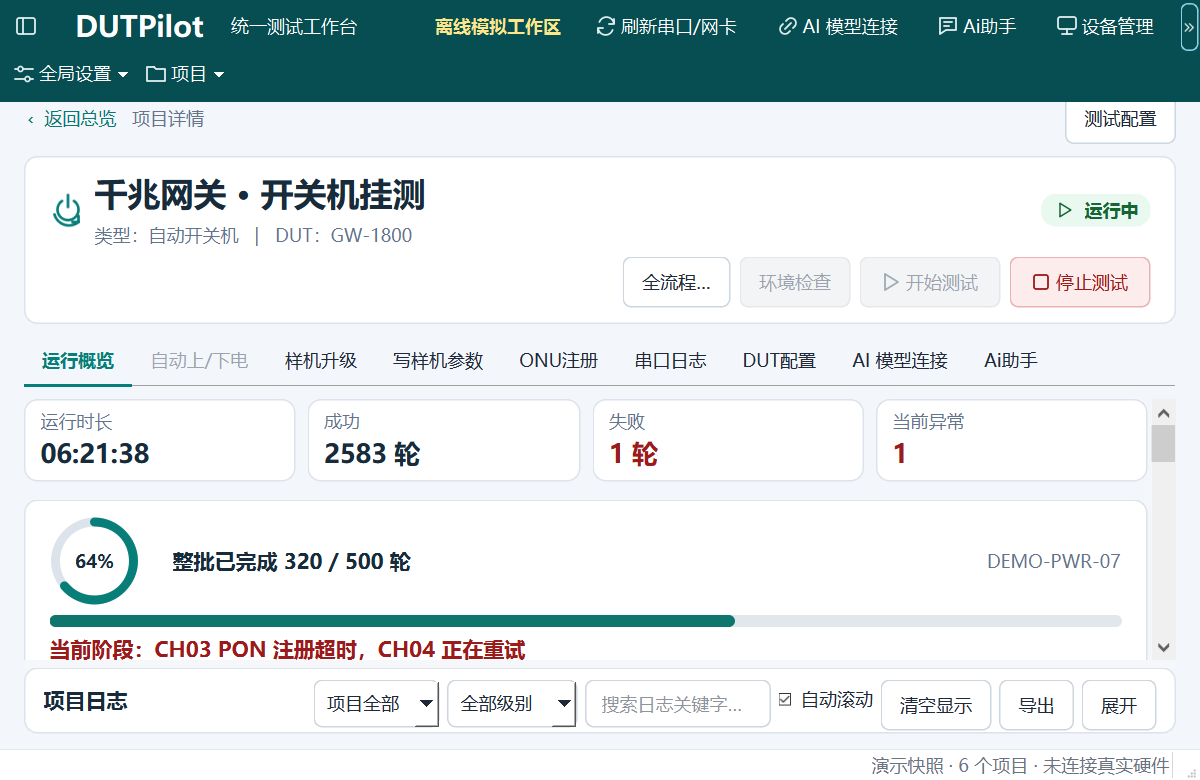 DUTPilot 统一测试工作台 离线模拟工作区 刷新串口/网卡 AI 模型连接 Ai助手 设备管理 »
全局设置 项目
‹ 返回总览 项目详情 测试配置
千兆网关 · 开关机挂测
运行中
类型：自动开关机 | DUT：GW-1800
全流程... 环境检查 开始测试 停止测试
运行概览 自动上/下电 样机升级 写样机参数 ONU注册 串口日志 DUT配置 AI 模型连接 Ai助手
运行时长 成功 失败 当前异常
06:21:38 2583 轮 1 轮 1
64% 整批已完成 320 / 500 轮 DEMO-PWR-07
当前阶段：CH03 PON 注册超时，CH04 正在重试
项目日志 项目全部 全部级别 搜索日志关键字... 自动滚动 清空显示 导出 展开
演示快照 · 6 个项目 · 未连接真实硬件